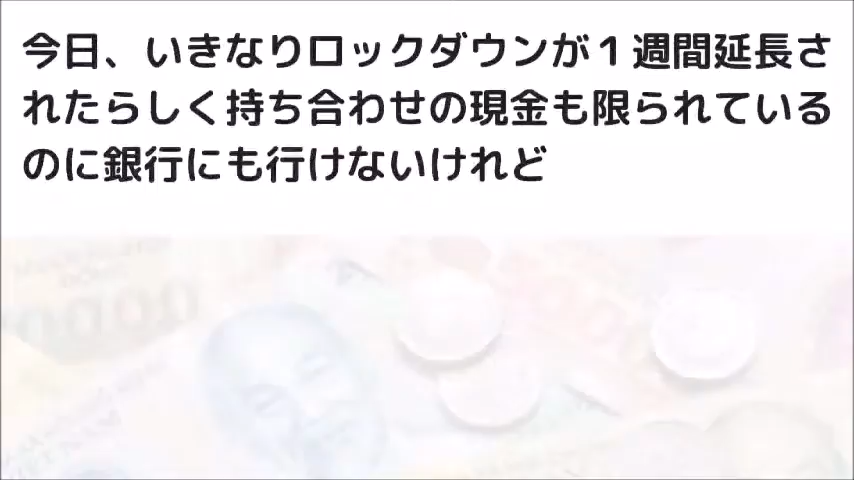 今日、いきなりロックダウンが１週間延長さ
れたらしく持ち合わせの現金も限られている
のに銀行にも行けないけれど